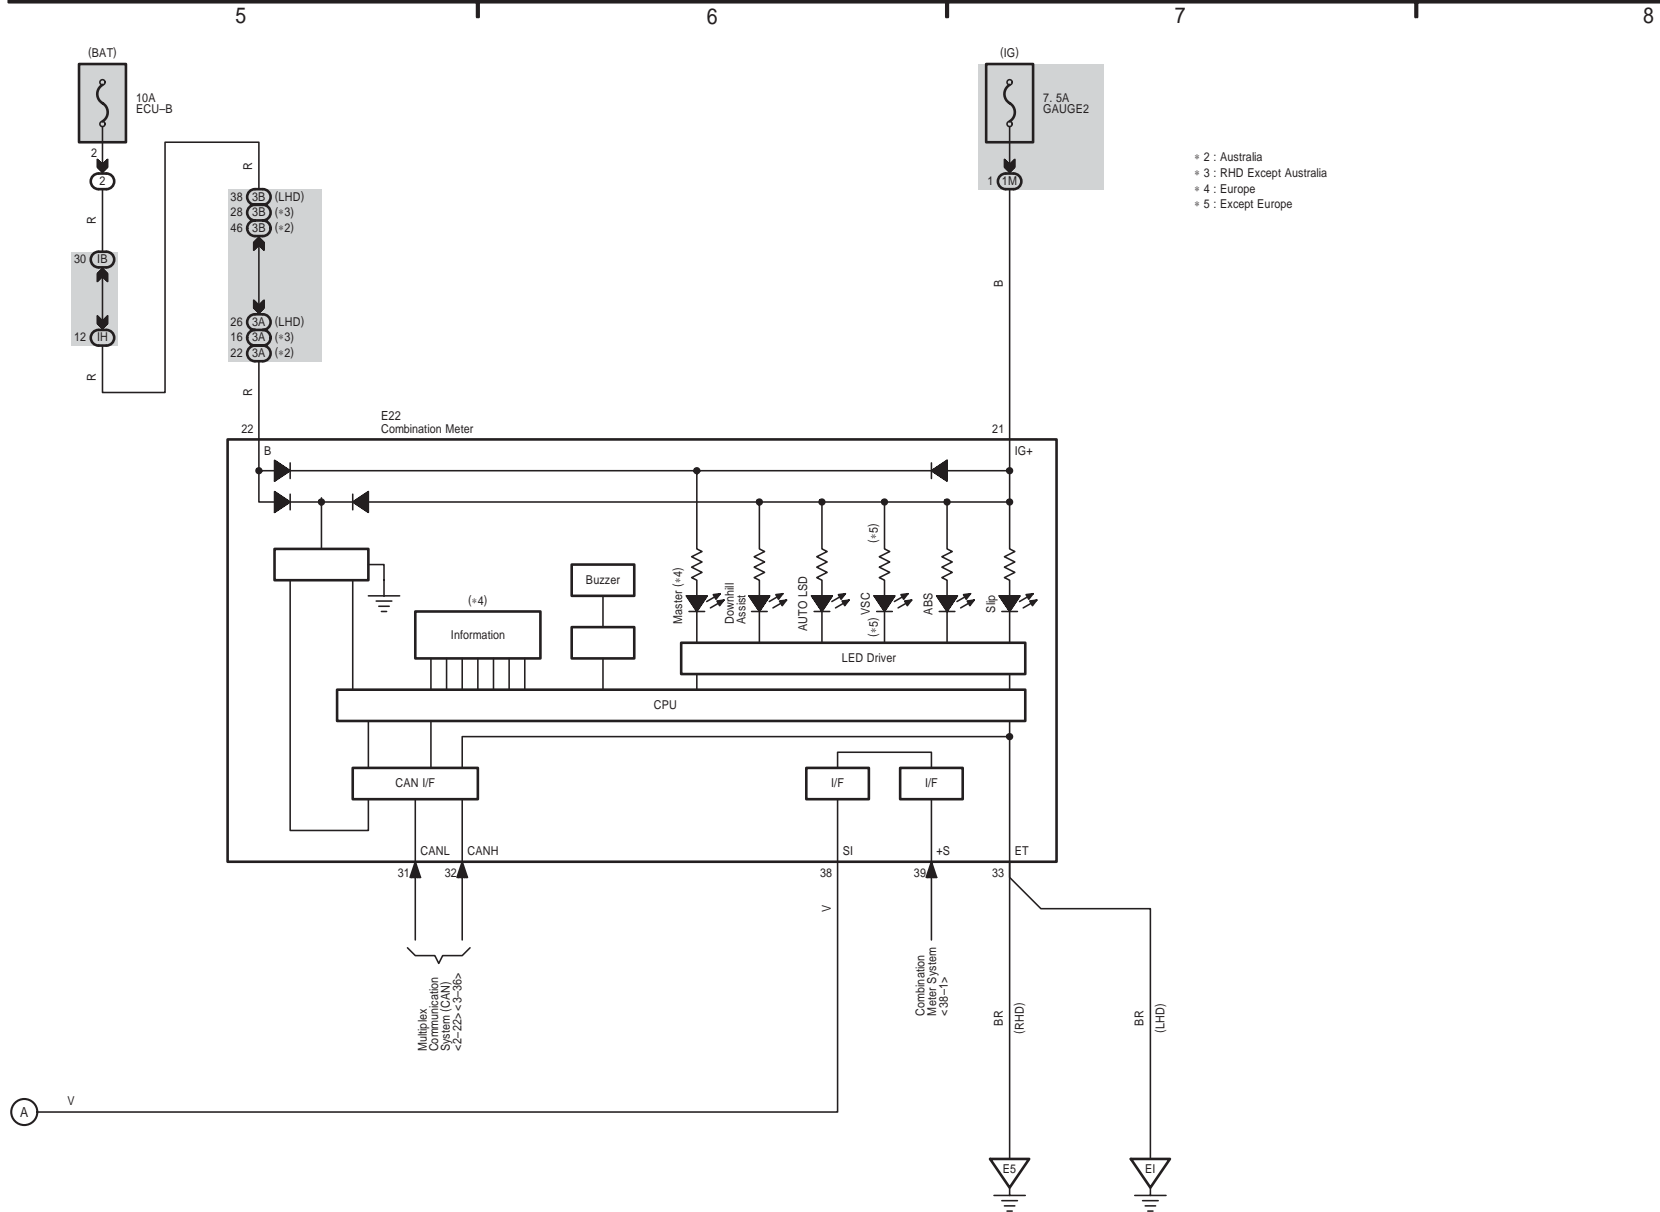 5 6 7 8
(BAT)
10A
ECU–B
2
2
R
30 IB
12 IH
R
R
38 3B (LHD)
28 3B (∗3)
46 3B (∗2)
26 3A (LHD)
16 3A (∗3)
22 3A (∗2)
R
(IG)
7. 5A
GAUGE2
1 1M
B
∗ 2 : Australia
∗ 3 : RHD Except Australia
∗ 4 : Europe
∗ 5 : Except Europe
E22
Combination Meter
22
21
B
IG+
(∗4)
Information
Buzzer
Master (∗4)
Downhill
Assist
AUTO LSD
(∗5)
VSC
(∗5)
ABS
Slip
LED Driver
CPU
CAN I/F
I/F
I/F
CANL
CANH
SI
+S
ET
31
32
38
39
33
V
Multiplex
Communication
System (CAN)
<2–22><3–36>
Combination
Meter System
<38–1>
BR
(RHD)
BR
(LHD)
A
V
E5
EI